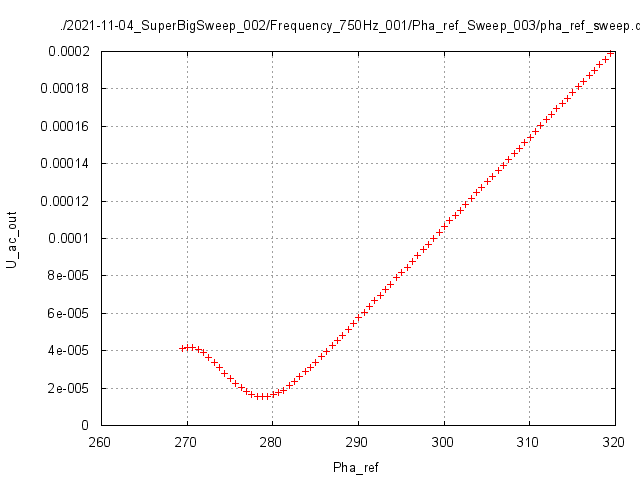 ./2021-11-04_SuperBigSweep_002/Frequency_750Hz_001/Pha_ref_Sweep_003/pha_ref_sweep.c
0.0002
0.00018
0.00016
0.00014
0.00012
0.0001
8e-005
6e-005
4e-005
2e-005
0
U_ac_out
260 270 280 290 300 310 320
Pha_ref